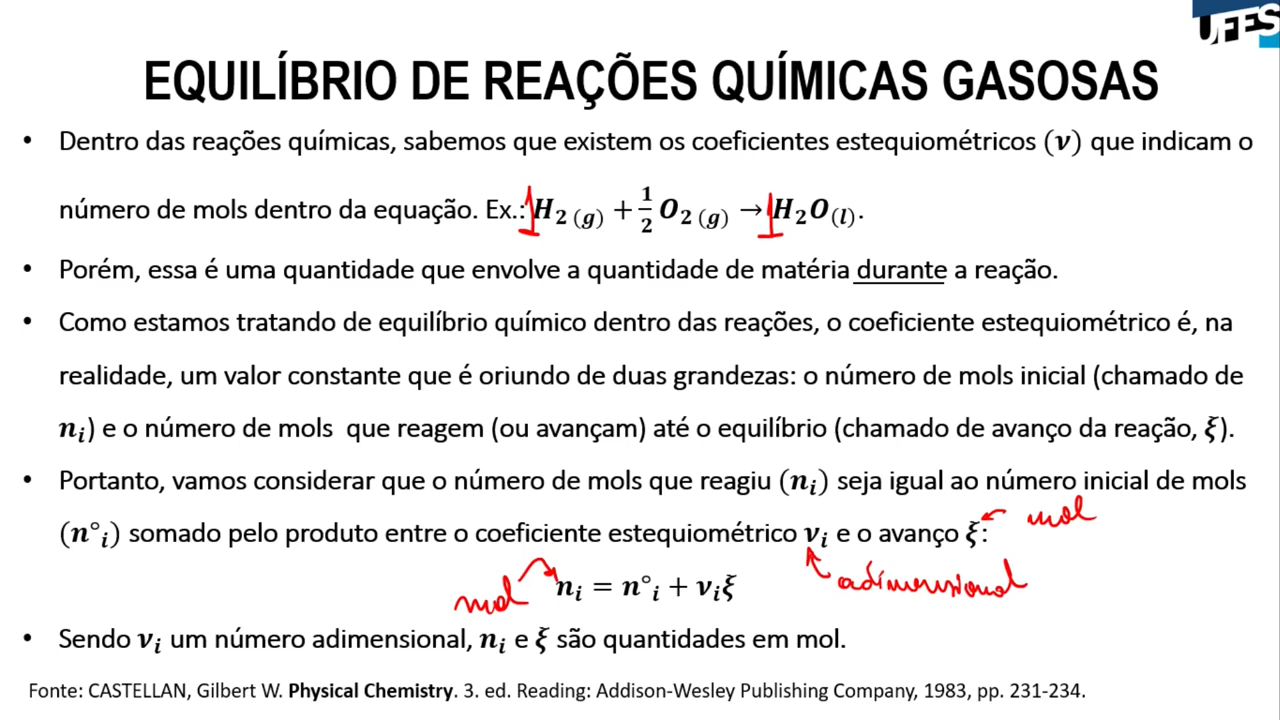 UFES
EQUILÍBRIO DE REAÇÕES QUÍMICAS GASOSAS
• Dentro das reações químicas, sabemos que existem os coeficientes estequiométricos (ν) que indicam o
número de mols dentro da equação. Ex.: 1 H₂ (g) + ½ O₂ (g) → 1 H₂O(l).
• Porém, essa é uma quantidade que envolve a quantidade de matéria durante a reação.
• Como estamos tratando de equilíbrio químico dentro das reações, o coeficiente estequiométrico é, na
realidade, um valor constante que é oriundo de duas grandezas: o número de mols inicial (chamado de
nᵢ) e o número de mols que reagem (ou avançam) até o equilíbrio (chamado de avanço da reação, ξ).
• Portanto, vamos considerar que o número de mols que reagiu (nᵢ) seja igual ao número inicial de mols
(n°ᵢ) somado pelo produto entre o coeficiente estequiométrico νᵢ e o avanço ξ: mol
mol nᵢ = n°ᵢ + νᵢξ adimensional
• Sendo νᵢ um número adimensional, nᵢ e ξ são quantidades em mol.
Fonte: CASTELLAN, Gilbert W. Physical Chemistry. 3. ed. Reading: Addison-Wesley Publishing Company, 1983, pp. 231-234.